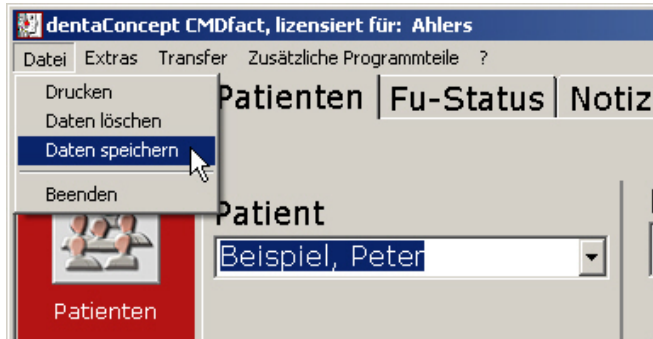 dentaConcept CMDfact, lizensiert für: Ahlers
Datei Extras Transfer Zusätzliche Programmteile ?
Drucken
Daten löschen
Daten speichern
Beenden
Patienten Fu-Status Notiz
Patient
Beispiel, Peter
Patienten